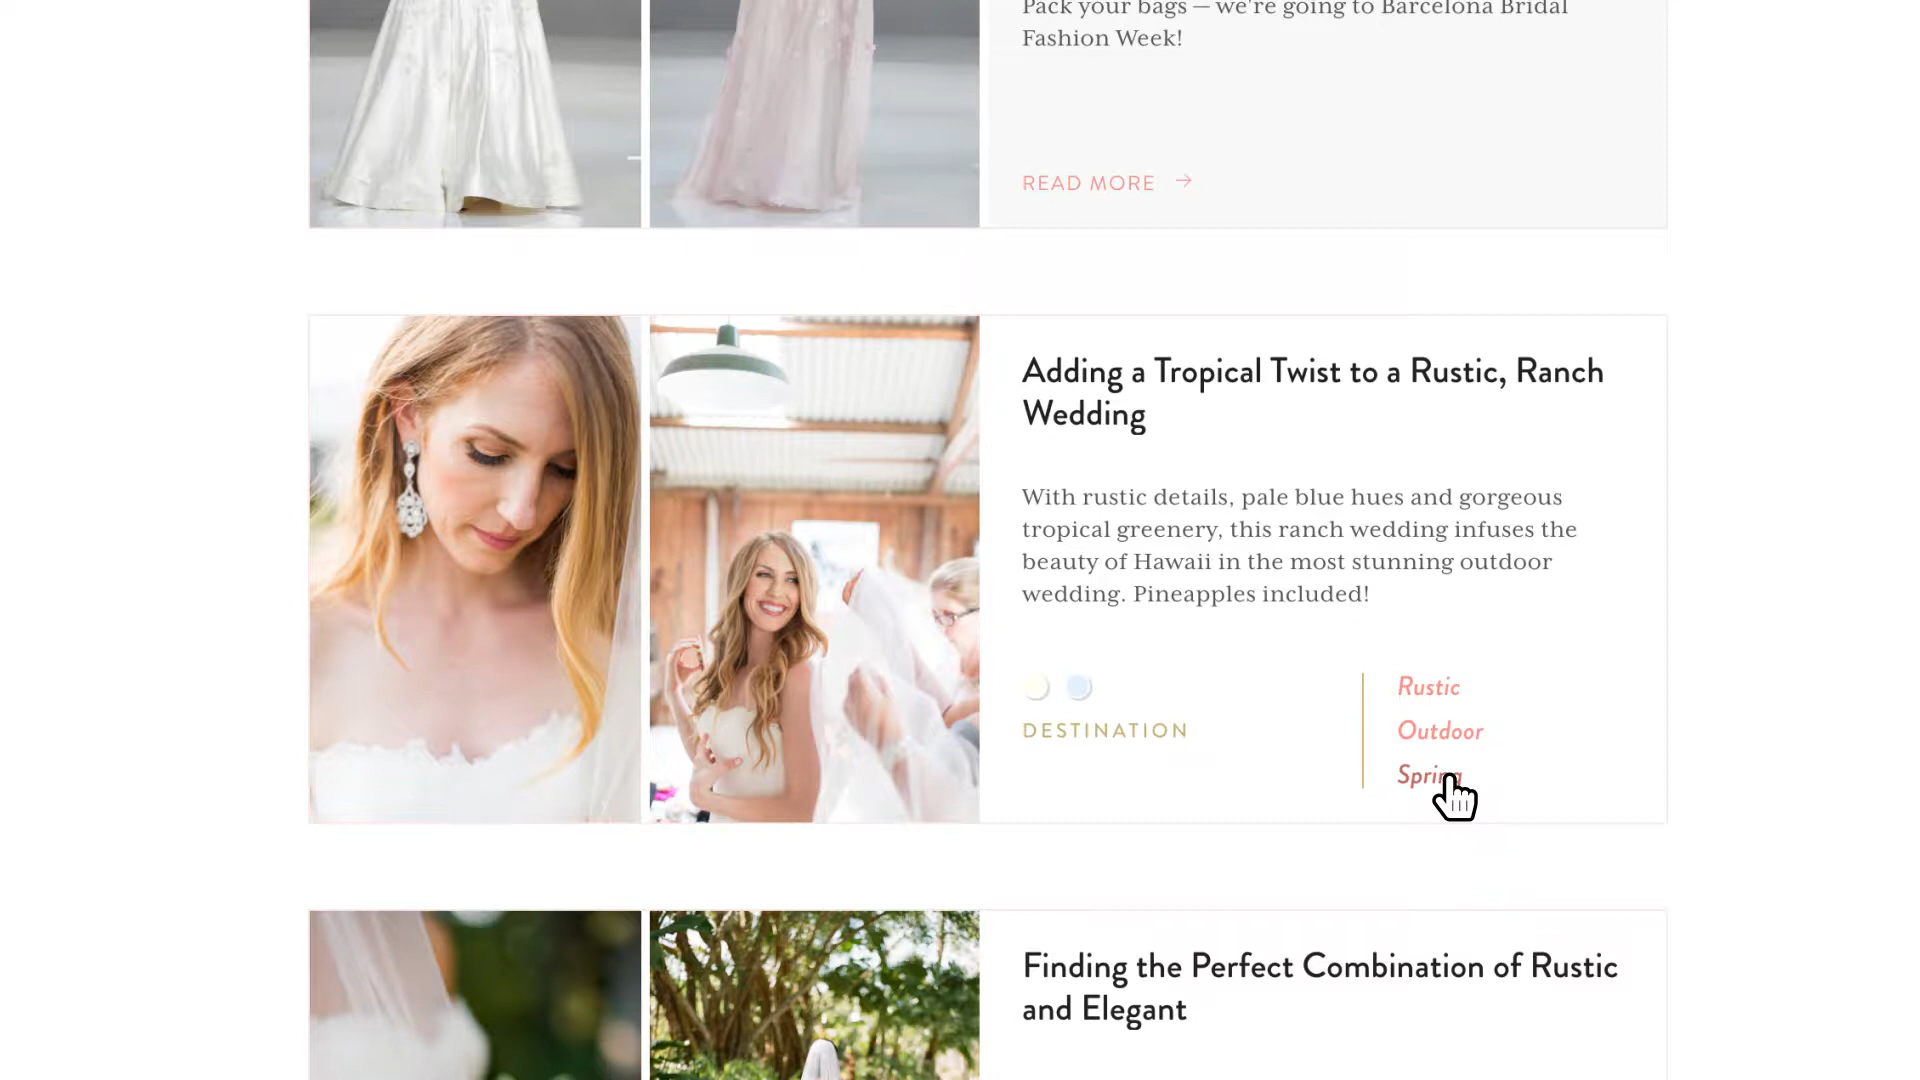 Pack your bags — we're going to Barcelona Bridal
Fashion Week!
READ MORE →
Adding a Tropical Twist to a Rustic, Ranch
Wedding
With rustic details, pale blue hues and gorgeous
tropical greenery, this ranch wedding infuses the
beauty of Hawaii in the most stunning outdoor
wedding. Pineapples included!
DESTINATION
Rustic
Outdoor
Spring
Finding the Perfect Combination of Rustic
and Elegant